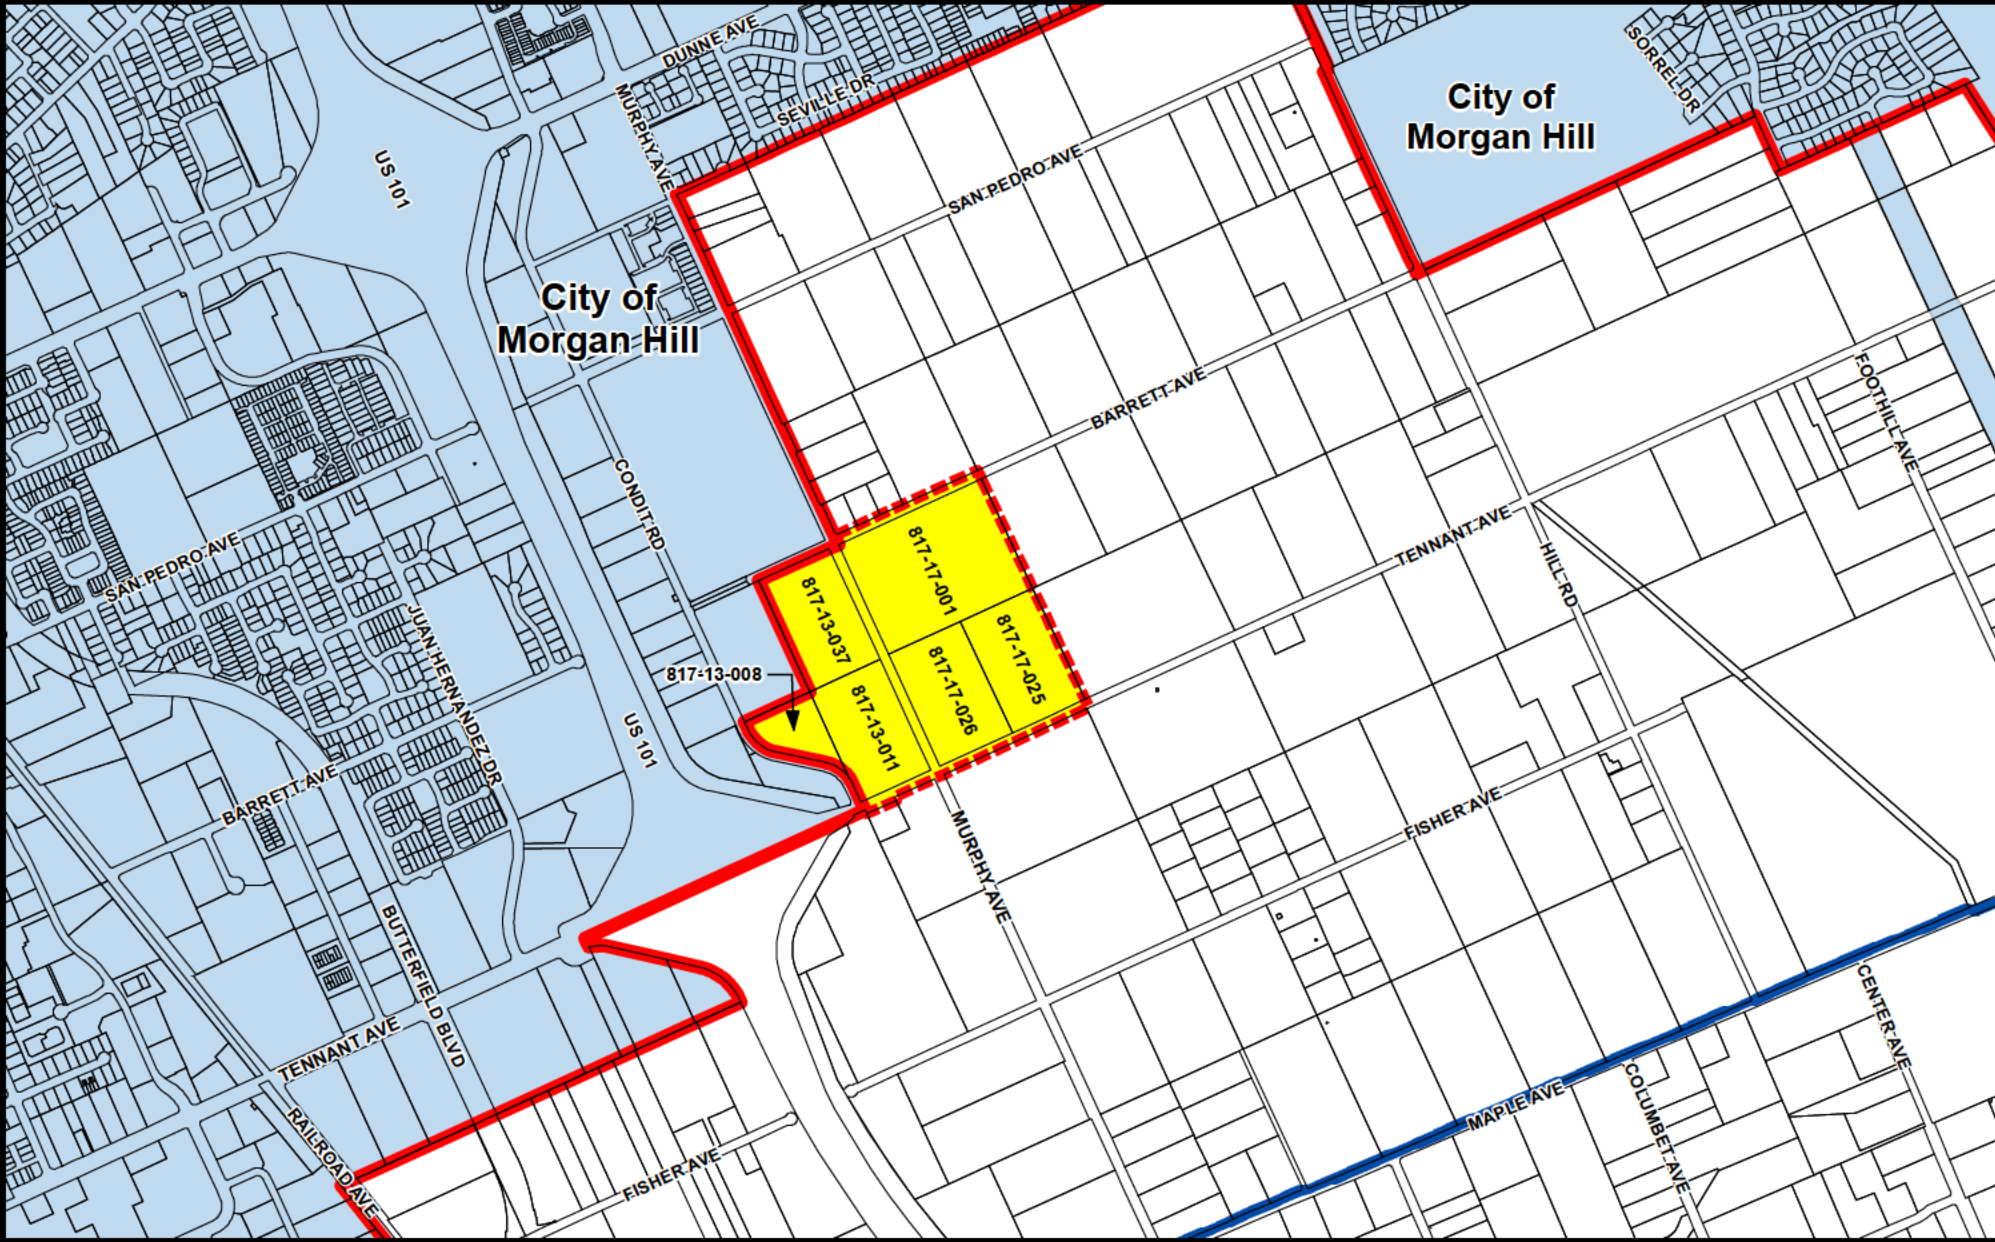 DUNNE AVE
SORREL DR
SEVILLE DR
MURPHY AVE
City of
Morgan Hill
US 101
SAN PEDRO AVE
City of
Morgan Hill
BARRETT AVE
FOOTHILL AVE
CONDIT RD
TENNANT AVE
817-17-001
HILL RD
SAN PEDRO AVE
817-13-037
JUAN HERNANDEZ DR
817-17-025
817-13-008
817-17-026
817-13-011
US 101
BARRETT AVE
FISHER AVE
MURPHY AVE
BUTTERFIELD BLVD
CENTER AVE
TENNANT AVE
MAPLE AVE
COLUMBET AVE
RAILROAD AVE
FISHER AVE